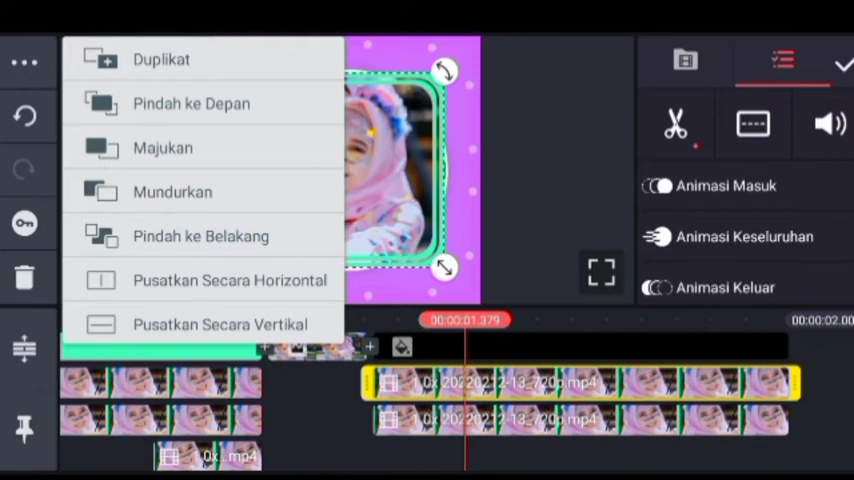 Duplikat
Pindah ke Depan
Majukan
Mundurkan
Pindah ke Belakang
Pusatkan Secara Horizontal
Pusatkan Secara Vertikal
Animasi Masuk
Animasi Keseluruhan
Animasi Keluar
00:00:01.379
00:00:02.00
1.0x 20220212-13_720p.mp4
1.0x 20220212-13_720p.mp4
1.0x...mp4